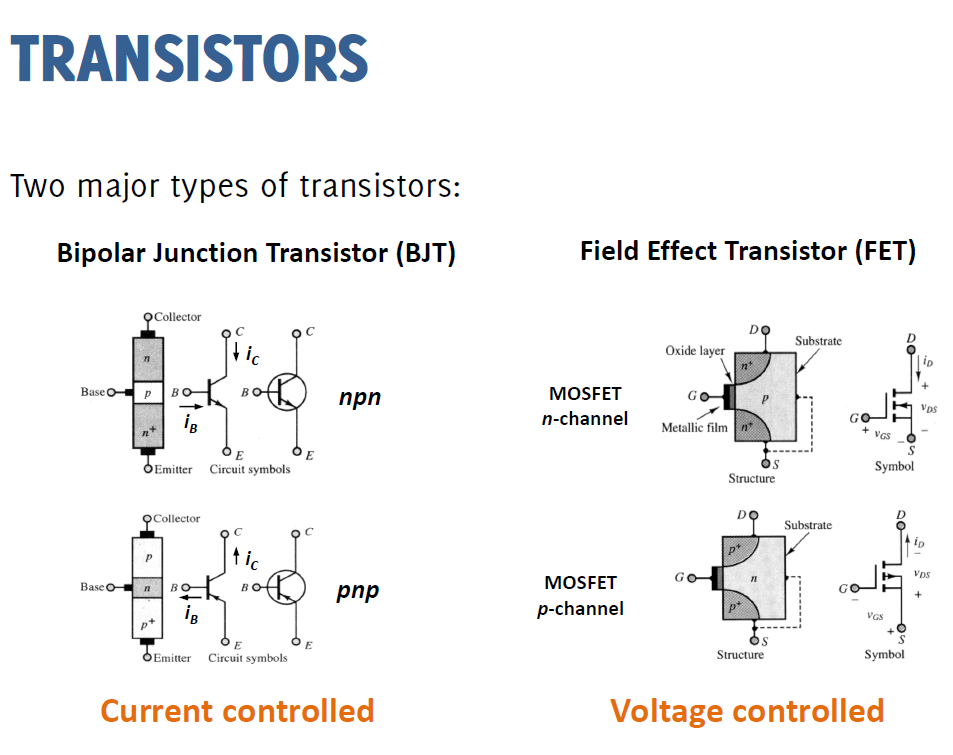 TRANSISTORS
Two major types of transistors:
Bipolar Junction Transistor (BJT)
Collector
n
p
n+
Base
Emitter
C
iC
B
iB
E
C
B
E
Circuit symbols
npn
Collector
p
n
p+
Base
Emitter
C
iC
B
iB
E
C
B
E
Circuit symbols
pnp
Current controlled
Field Effect Transistor (FET)
MOSFET
n-channel
D
Oxide layer
Substrate
n+
G
p
Metallic film
n+
S
Structure
D
iD
+
G
vDS
+
vGS
−
−
S
Symbol
MOSFET
p-channel
D
Substrate
p+
G
n
p+
S
Structure
D
iD
−
G
vDS
−
+
vGS
+
S
Symbol
Voltage controlled